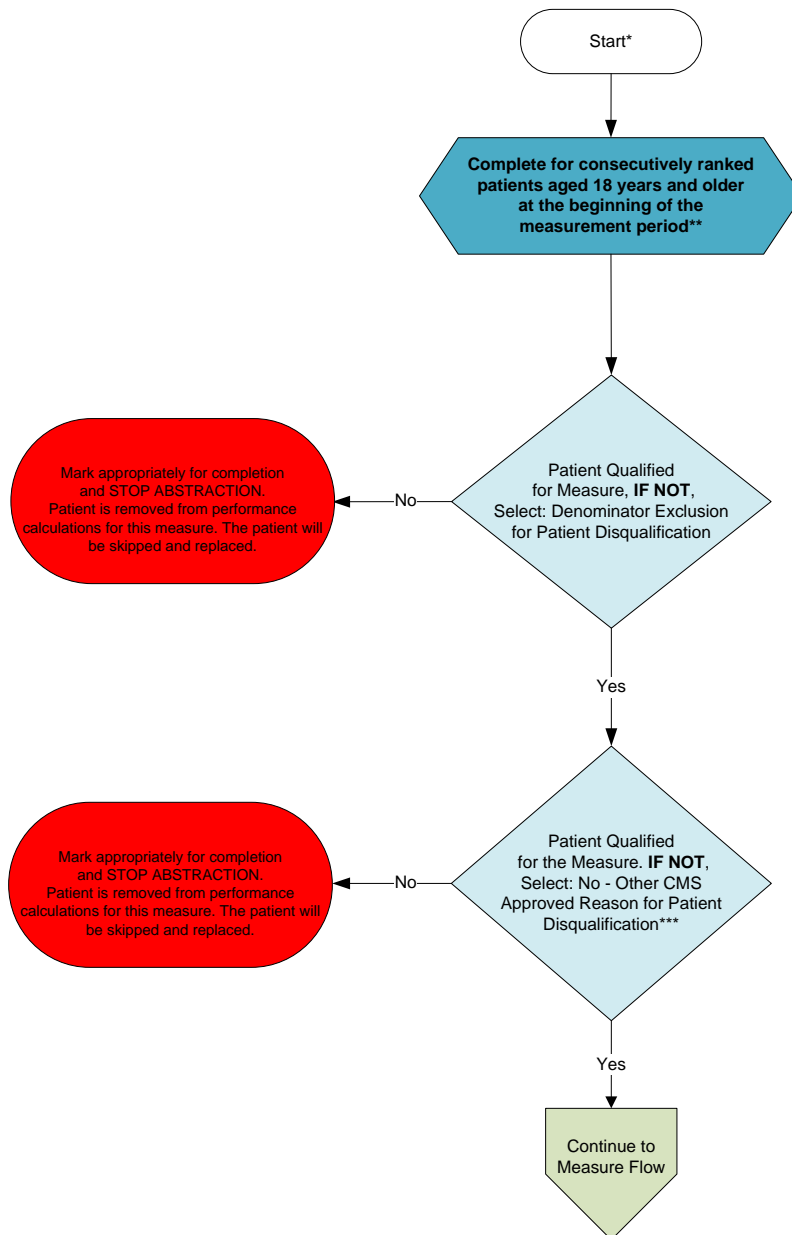 Start*
Complete for consecutively ranked
patients aged 18 years and older
at the beginning of the
measurement period**
Patient Qualified
for Measure, IF NOT,
Select: Denominator Exclusion
for Patient Disqualification
No
Mark appropriately for completion
and STOP ABSTRACTION.
Patient is removed from performance
calculations for this measure. The patient will
be skipped and replaced.
Yes
Patient Qualified
for the Measure. IF NOT,
Select: No - Other CMS
Approved Reason for Patient
Disqualification***
No
Mark appropriately for completion
and STOP ABSTRACTION.
Patient is removed from performance
calculations for this measure. The patient will
be skipped and replaced.
Yes
Continue to
Measure Flow